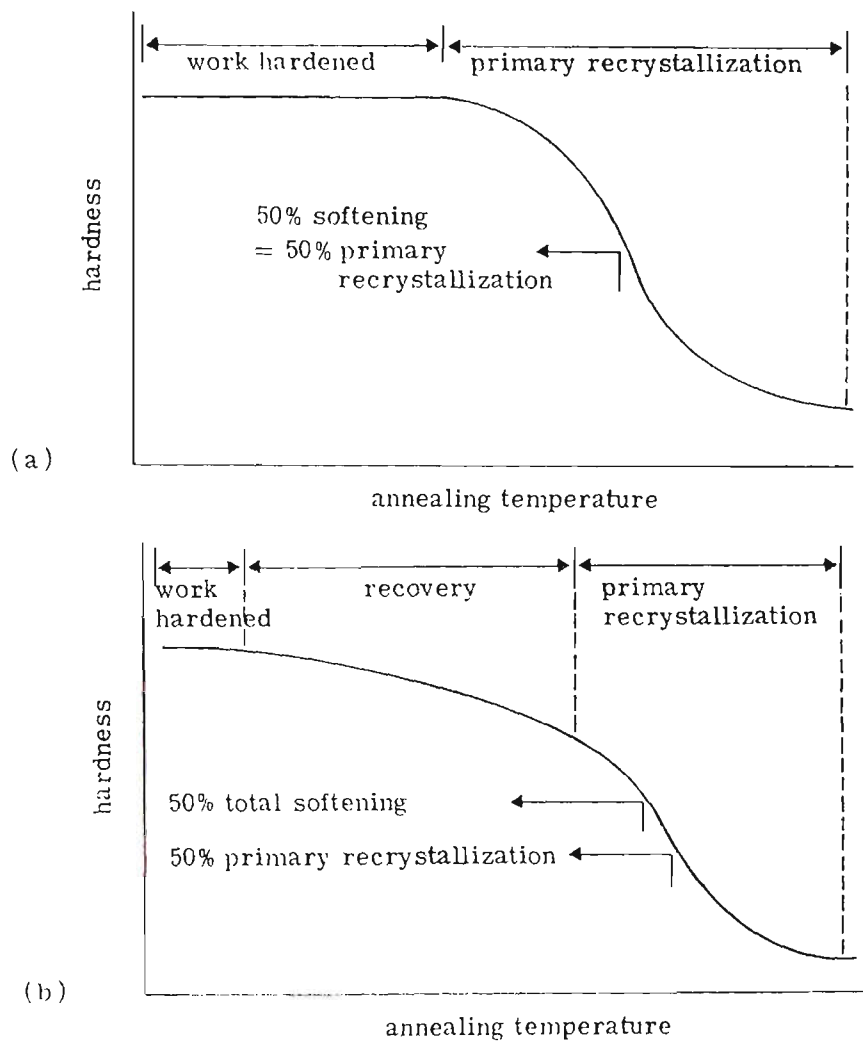 work hardened
primary recrystallization
hardness
50% softening
= 50% primary
recrystallization
(a)
annealing temperature
work
hardened
recovery
primary
recrystallization
hardness
50% total softening
50% primary recrystallization
(b)
annealing temperature